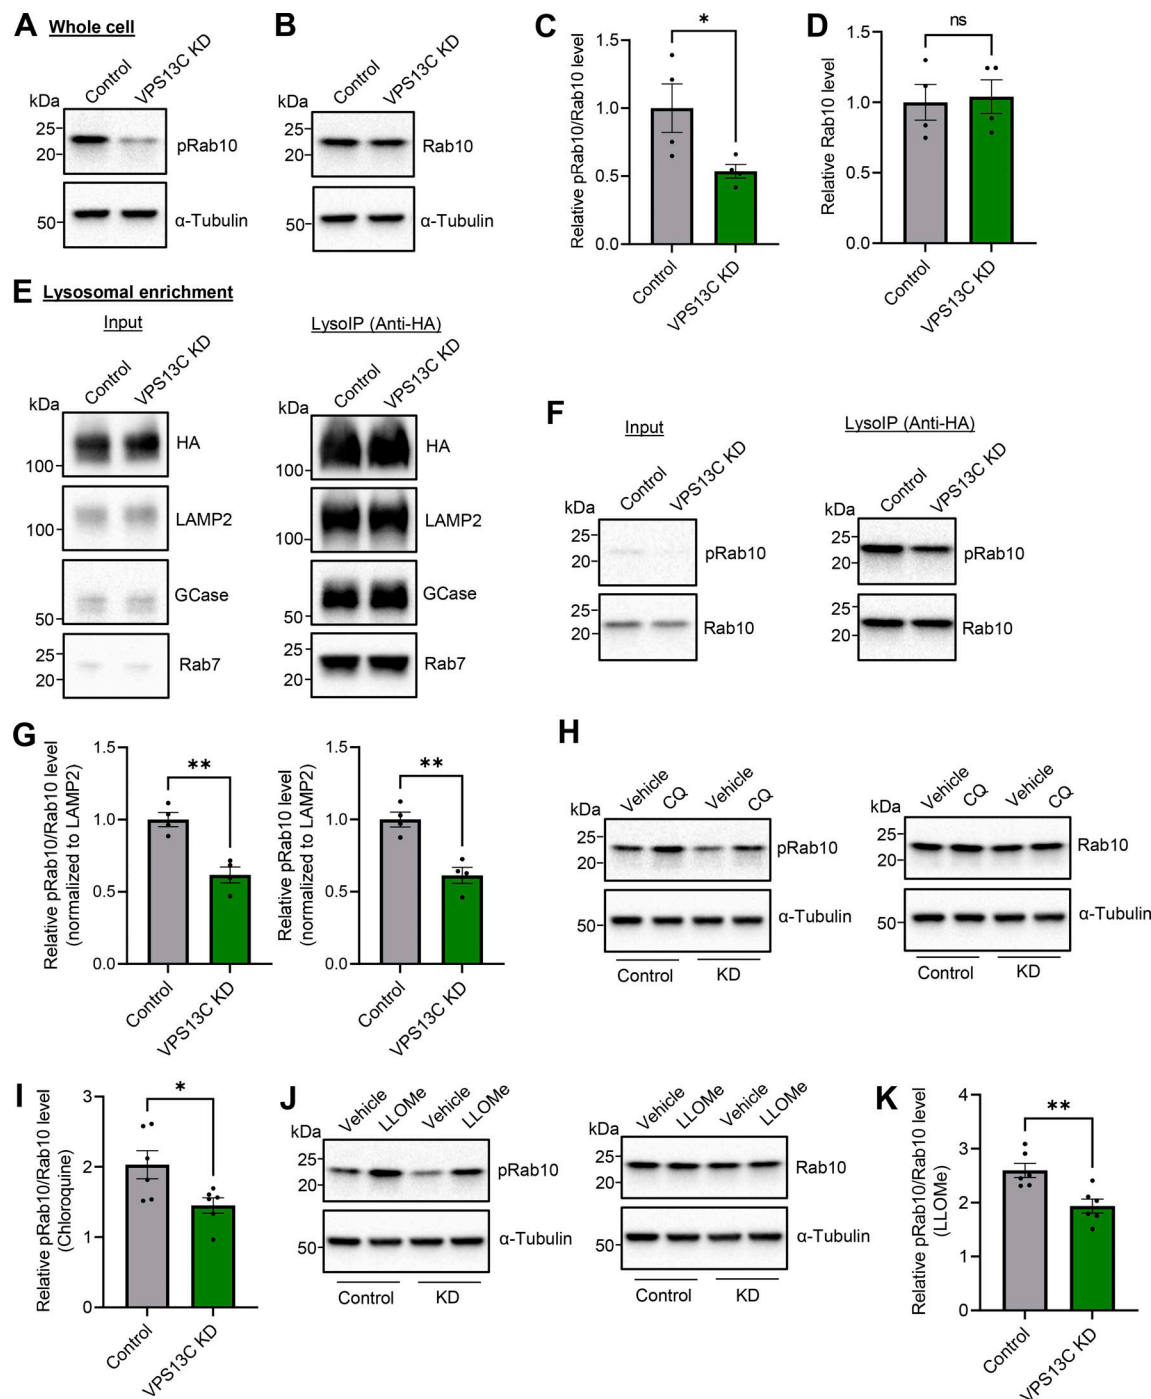 A Whole cell
Control
VPS13C KD
kDa
25
20
pRab10
50
α-Tubulin
B
Control
VPS13C KD
kDa
25
20
Rab10
50
α-Tubulin
C
Relative pRab10/Rab10 level
1.5
1.0
0.5
0.0
*
Control
VPS13C KD
D
Relative Rab10 level
1.5
1.0
0.5
0.0
ns
Control
VPS13C KD
E Lysosomal enrichment
Input
Control
VPS13C KD
kDa
100
HA
100
LAMP2
50
GCase
25
20
Rab7
LysoIP (Anti-HA)
Control
VPS13C KD
kDa
100
HA
100
LAMP2
50
GCase
25
20
Rab7
F
Input
Control
VPS13C KD
kDa
25
20
pRab10
25
20
Rab10
LysoIP (Anti-HA)
Control
VPS13C KD
kDa
25
20
pRab10
25
20
Rab10
G
Relative pRab10/Rab10 level
(normalized to LAMP2)
1.5
1.0
0.5
0.0
**
Control
VPS13C KD
Relative pRab10 level
(normalized to LAMP2)
1.5
1.0
0.5
0.0
**
Control
VPS13C KD
H
Vehicle
CQ
Vehicle
CQ
kDa
25
20
pRab10
50
α-Tubulin
Control
KD
Vehicle
CQ
Vehicle
CQ
kDa
25
20
Rab10
50
α-Tubulin
Control
KD
I
Relative pRab10/Rab10 level
(Chloroquine)
3
2
1
0
*
Control
VPS13C KD
J
Vehicle
LLOMe
Vehicle
LLOMe
kDa
25
20
pRab10
50
α-Tubulin
Control
KD
Vehicle
LLOMe
Vehicle
LLOMe
kDa
25
20
Rab10
50
α-Tubulin
Control
KD
K
Relative pRab10/Rab10 level
(LLOMe)
4
3
2
1
0
**
Control
VPS13C KD